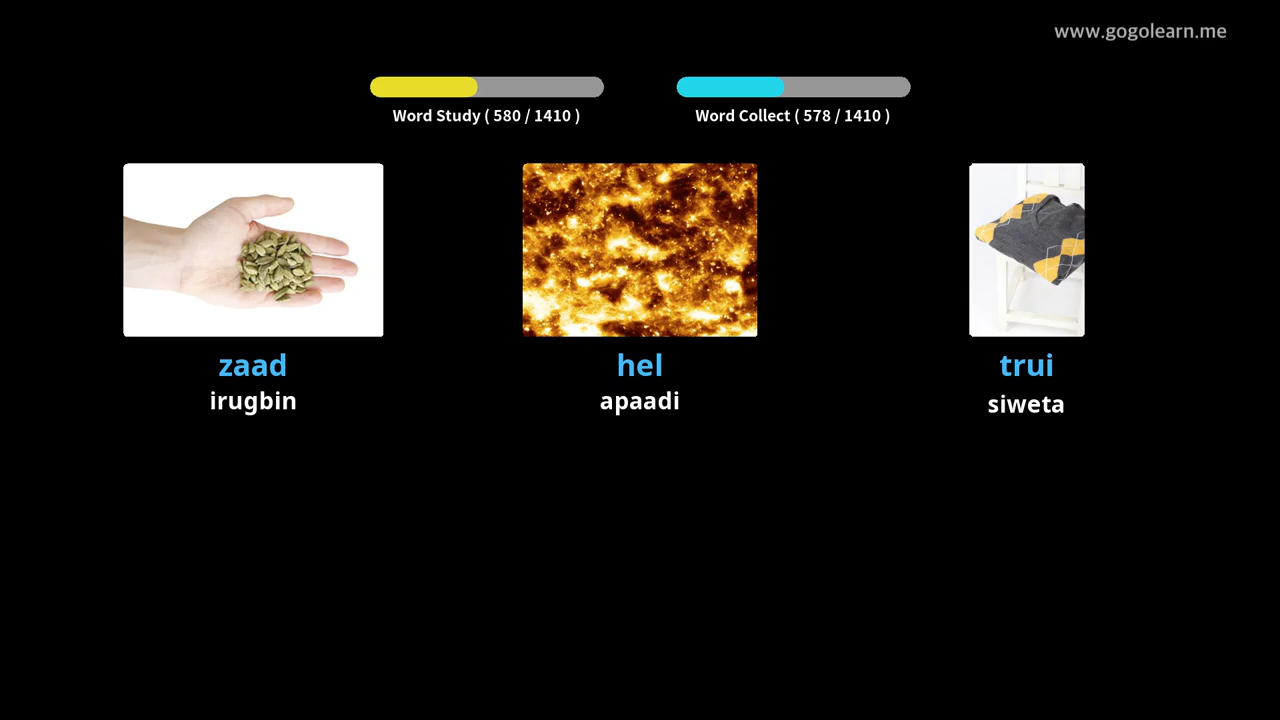 www.gogolearn.me
Word Study ( 580 / 1410 )
Word Collect ( 578 / 1410 )
zaad
irugbin
hel
apaadi
trui
siweta